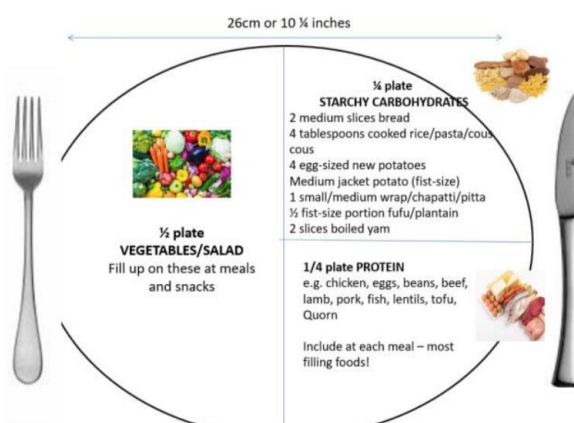 26cm or 10 ¼ inches
¼ plate
STARCHY CARBOHYDRATES
2 medium slices bread
4 tablespoons cooked rice/pasta/cous
cous
4 egg-sized new potatoes
Medium jacket potato (fist-size)
1 small/medium wrap/chapatti/pitta
½ fist-size portion fufu/plantain
2 slices boiled yam
½ plate
VEGETABLES/SALAD
Fill up on these at meals
and snacks
1/4 plate PROTEIN
e.g. chicken, eggs, beans, beef,
lamb, pork, fish, lentils, tofu,
Quorn
Include at each meal – most
filling foods!